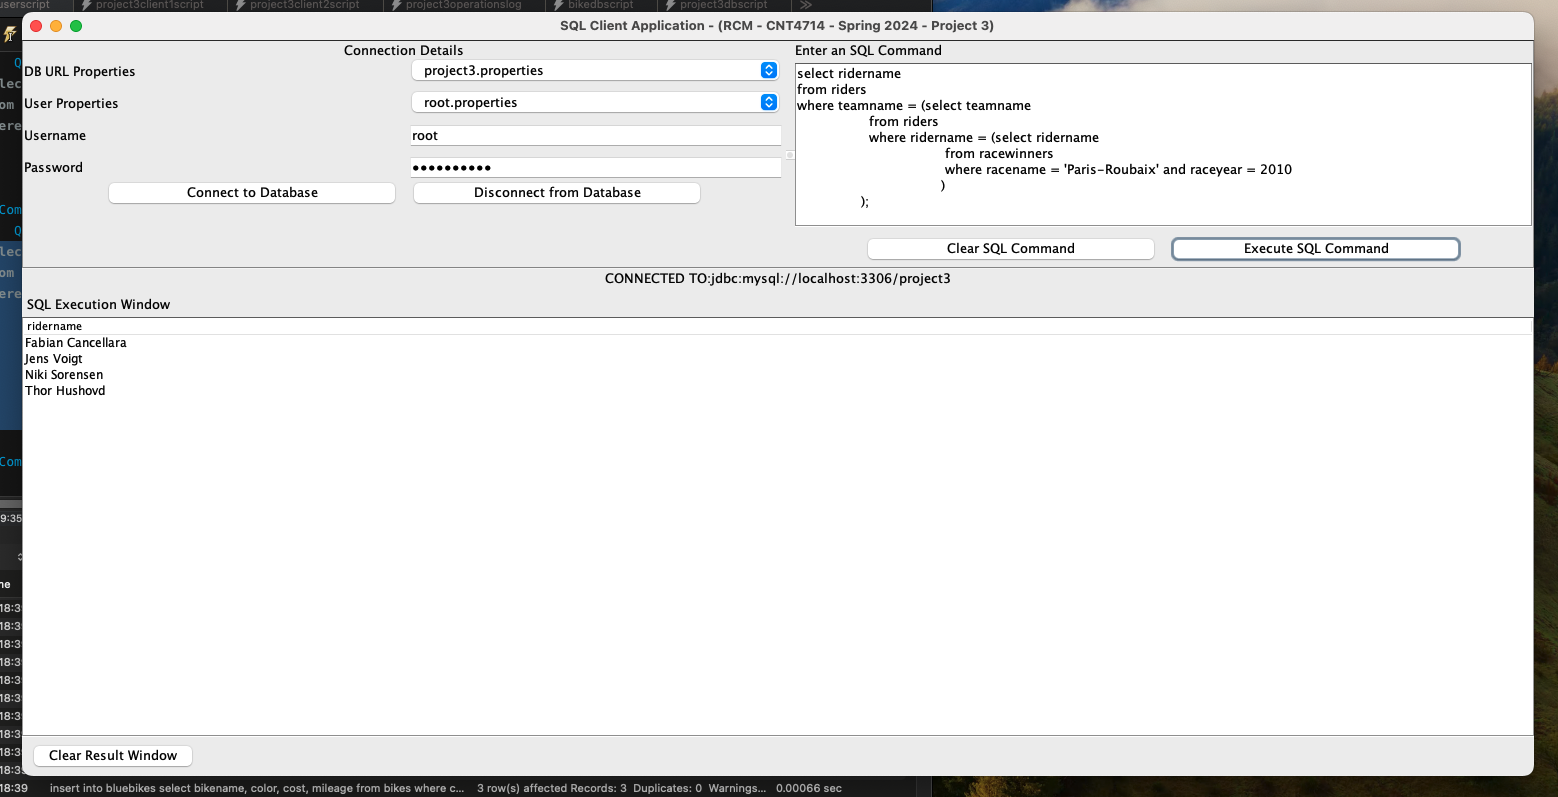 userscript project3client1script project3client2script project3operationslog bikedbscript project3dbscript
SQL Client Application - (RCM - CNT4714 - Spring 2024 - Project 3)
Connection Details
DB URL Properties project3.properties
User Properties root.properties
Username root
Password ••••••••••
Connect to Database Disconnect from Database
Enter an SQL Command
select ridername
from riders
where teamname = (select teamname
from riders
where ridername = (select ridername
from racewinners
where racename = 'Paris-Roubaix' and raceyear = 2010
)
);
Clear SQL Command Execute SQL Command
CONNECTED TO:jdbc:mysql://localhost:3306/project3
SQL Execution Window
ridername
Fabian Cancellara
Jens Voigt
Niki Sorensen
Thor Hushovd
Clear Result Window
18:39 insert into bluebikes select bikename, color, cost, mileage from bikes where c... 3 row(s) affected Records: 3 Duplicates: 0 Warnings... 0.00066 sec